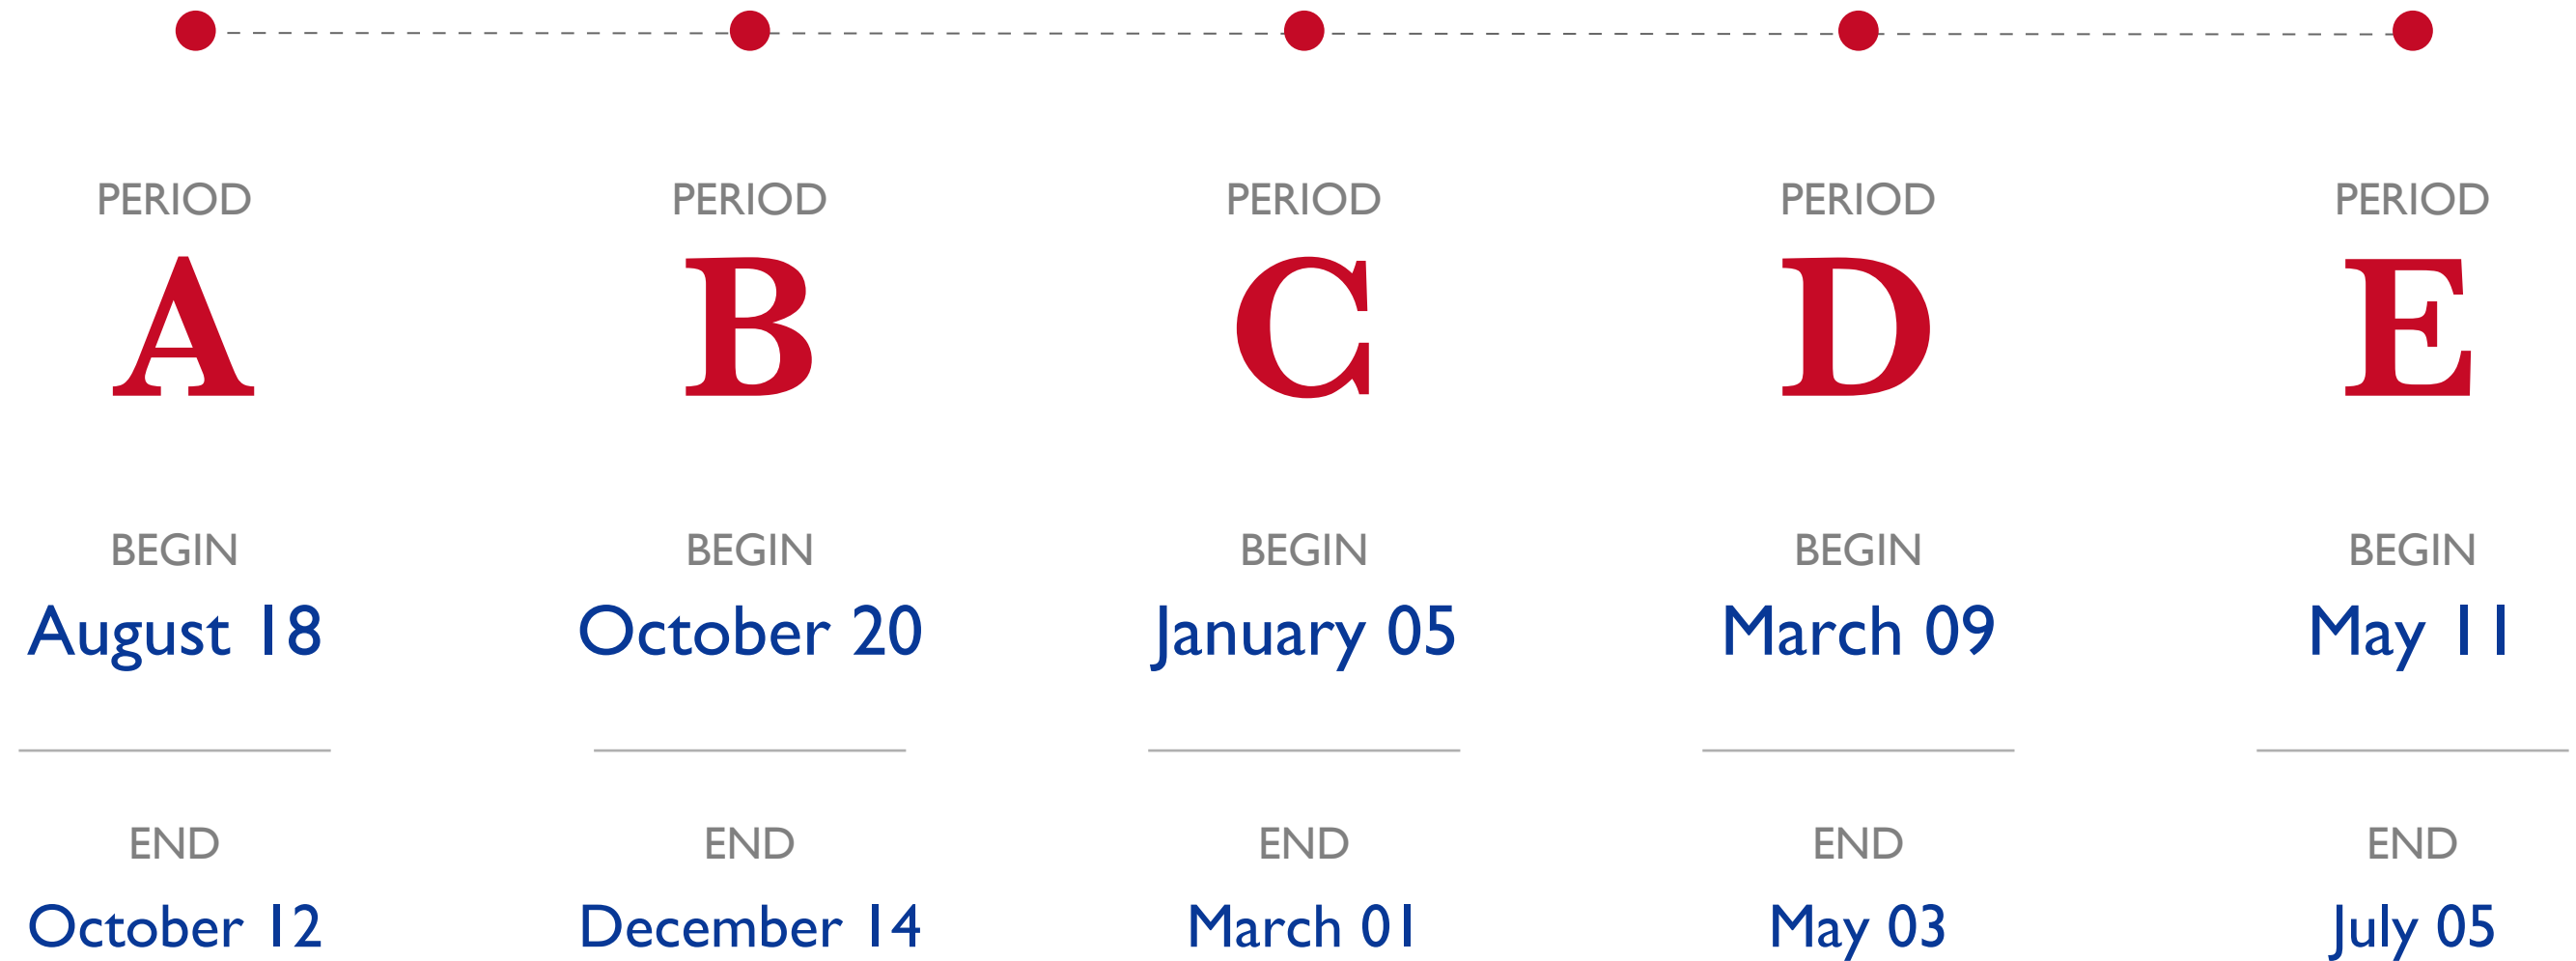 PERIOD
A
BEGIN
August 18
END
October 12
PERIOD
B
BEGIN
October 20
END
December 14
PERIOD
C
BEGIN
January 05
END
March 01
PERIOD
D
BEGIN
March 09
END
May 03
PERIOD
E
BEGIN
May 11
END
July 05